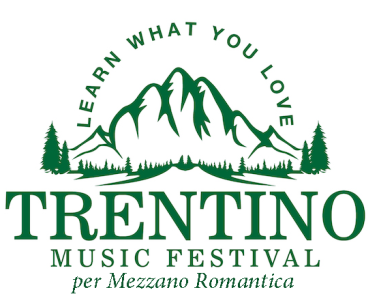 LEARN WHAT YOU LOVE
TRENTINO
MUSIC FESTIVAL
per Mezzano Romantica